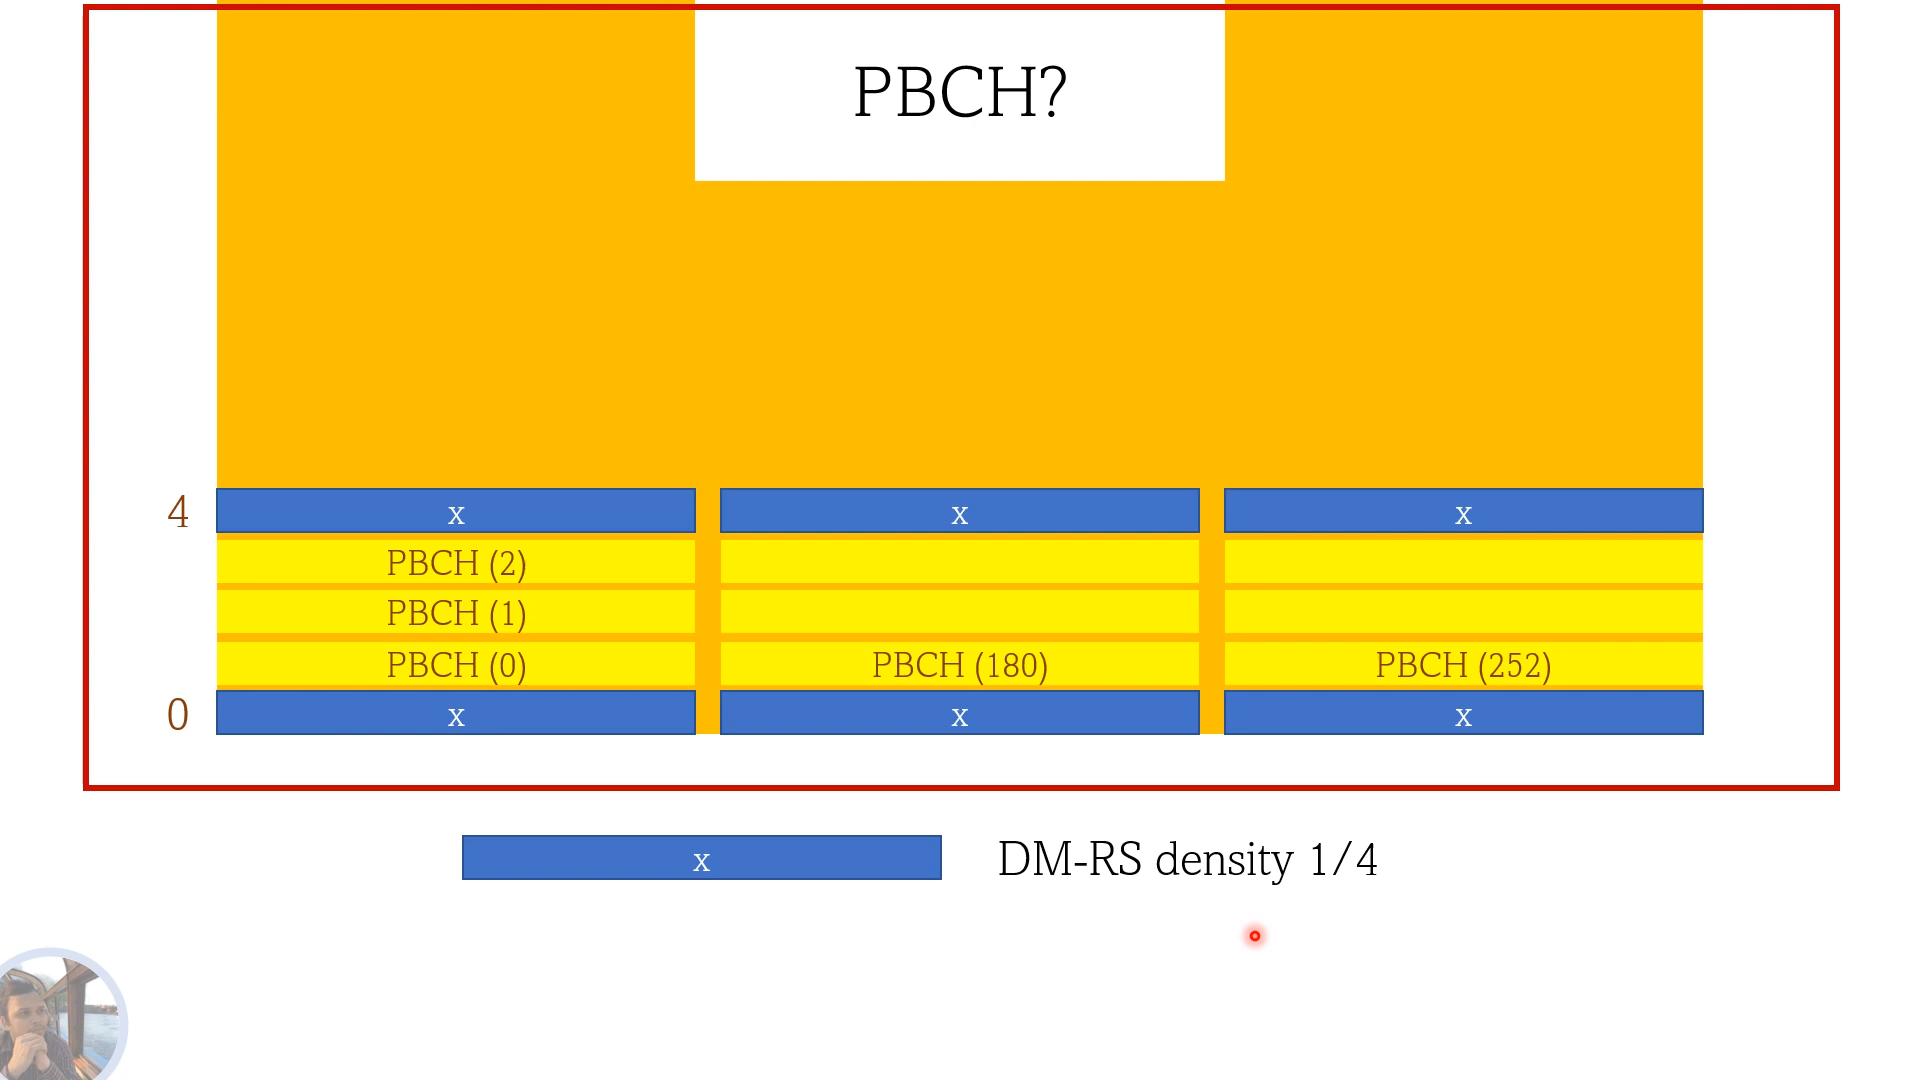 PBCH?
4 x x x
PBCH (2)
PBCH (1)
PBCH (0) PBCH (180) PBCH (252)
0 x x x
x DM-RS density 1/4